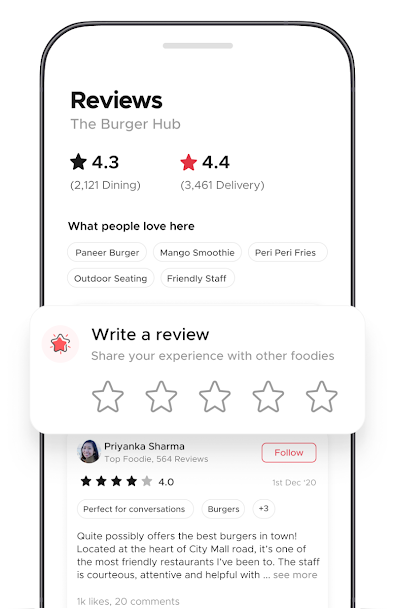 Reviews
The Burger Hub
4.3 4.4
(2,121 Dining) (3,461 Delivery)
What people love here
Paneer Burger Mango Smoothie Peri Peri Fries
Outdoor Seating Friendly Staff
Write a review
Share your experience with other foodies
Priyanka Sharma
Top Foodie, 564 Reviews
Follow
4.0 1st Dec '20
Perfect for conversations Burgers +3
Quite possibly offers the best burgers in town!
Located at the heart of City Mall road, it's one of
the most friendly restaurants I've been to. The staff
is courteous, attentive and helpful with ... see more
1k likes, 20 comments